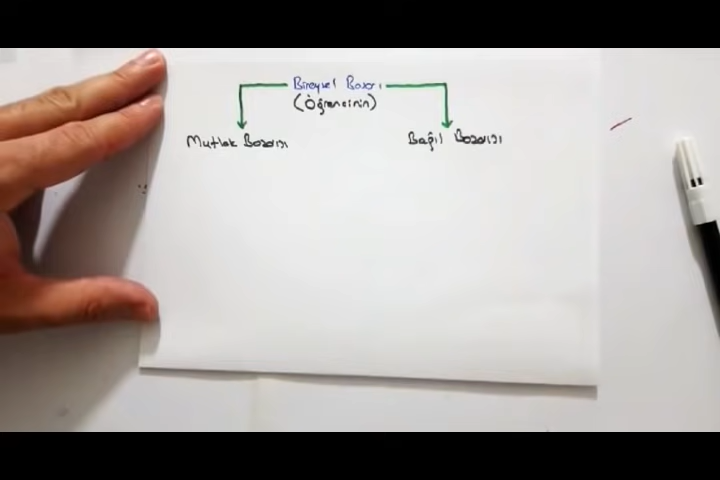 Bireysel Başarı
(Öğrencinin)
Mutlak Başarısı
Bağıl Başarısı